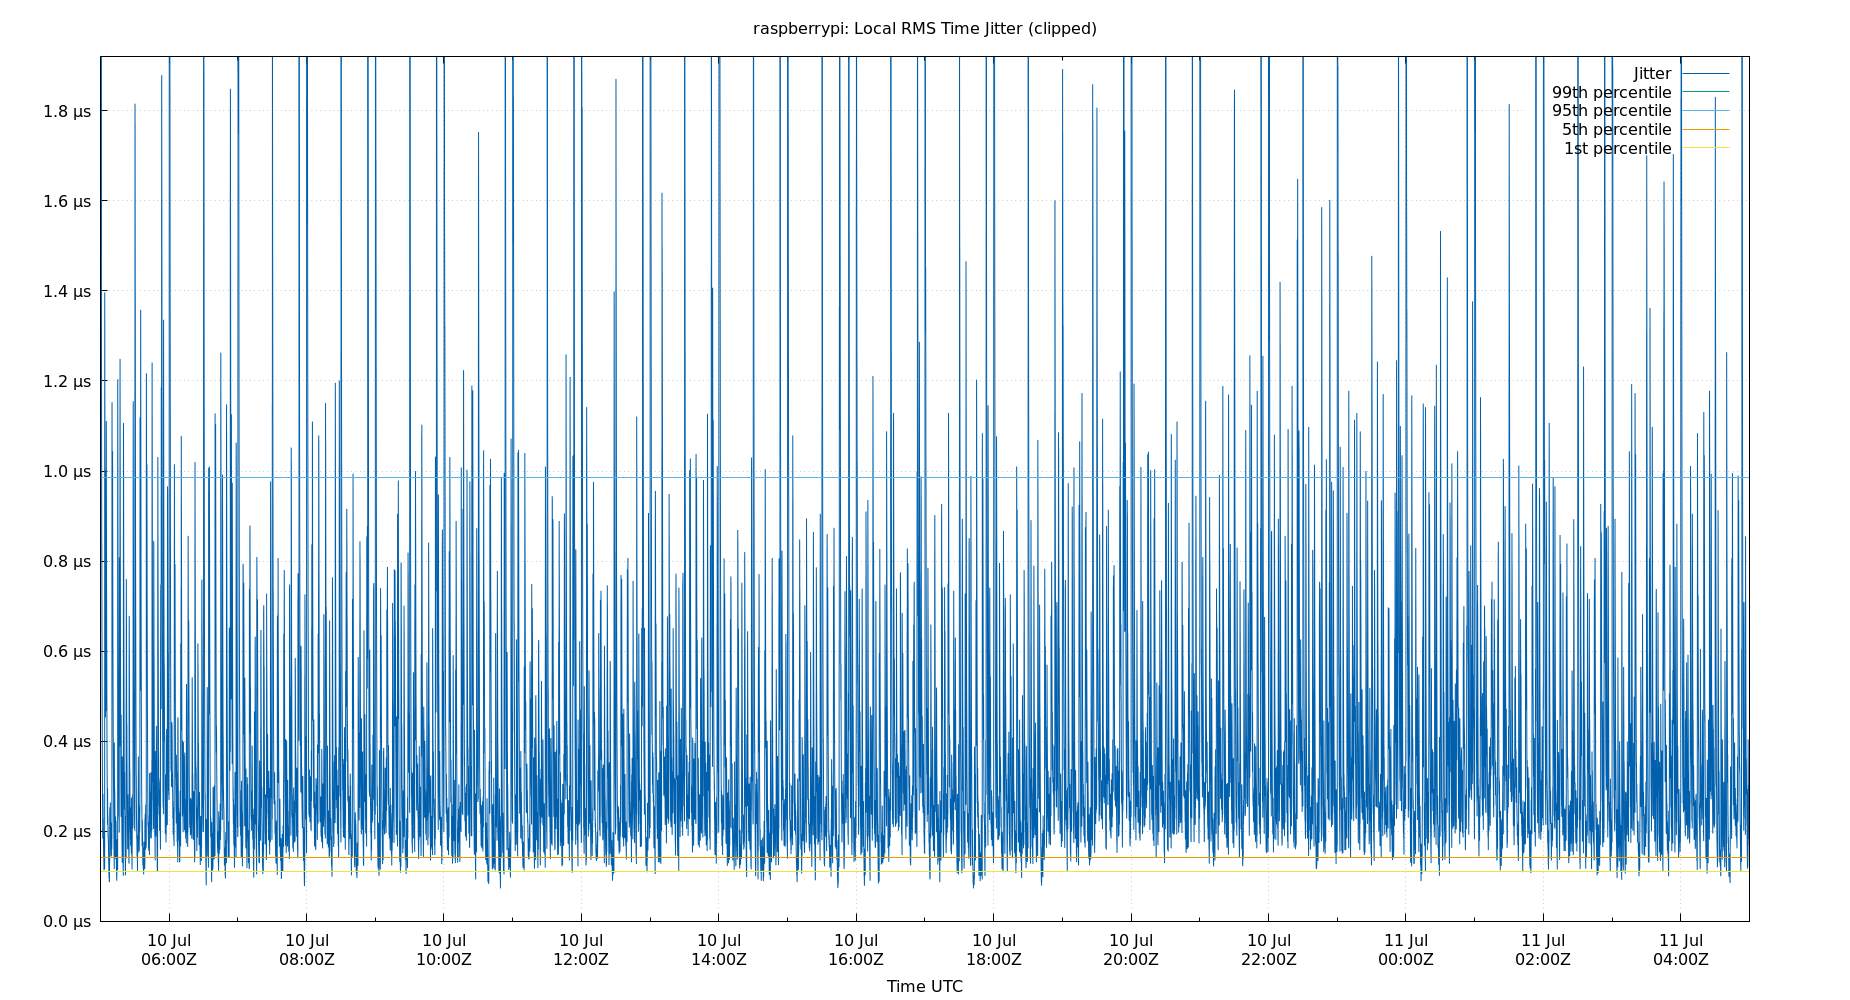 raspberrypi: Local RMS Time Jitter (clipped)
Jitter
99th percentile
95th percentile
5th percentile
1st percentile
1.8 µs
1.6 µs
1.4 µs
1.2 µs
1.0 µs
0.8 µs
0.6 µs
0.4 µs
0.2 µs
0.0 µs
10 Jul 10 Jul 10 Jul 10 Jul 10 Jul 10 Jul 10 Jul 10 Jul 10 Jul 11 Jul 11 Jul 11 Jul
06:00Z 08:00Z 10:00Z 12:00Z 14:00Z 16:00Z 18:00Z 20:00Z 22:00Z 00:00Z 02:00Z 04:00Z
Time UTC